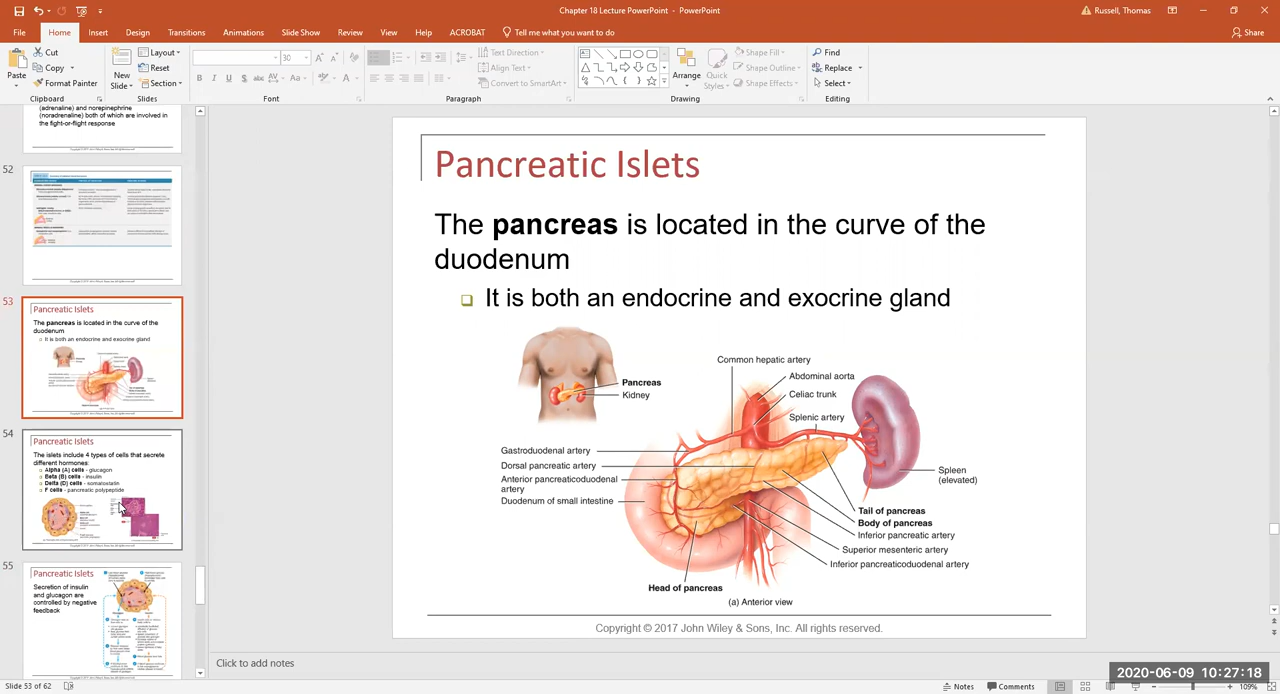 Chapter 18 Lecture PowerPoint - PowerPoint
Russell, Thomas
File Home Insert Design Transitions Animations Slide Show Review View Help ACROBAT Tell me what you want to do
Share
Paste
Cut
Copy
Format Painter
Clipboard
New
Slide
Layout
Reset
Section
Slides
30
B I U S abc AV Aa A
Font
Text Direction
Align Text
Convert to SmartArt
Paragraph
Arrange
Quick
Styles
Shape Fill
Shape Outline
Shape Effects
Drawing
Find
Replace
Select
Editing
(adrenaline) and norepinephrine
(noradrenaline) both of which are involved in
the fight-or-flight response
52
53
Pancreatic Islets
The pancreas is located in the curve of the
duodenum
It is both an endocrine and exocrine gland
54
Pancreatic Islets
The islets include 4 types of cells that secrete
different hormones:
Alpha (A) cells - glucagon
Beta (B) cells - insulin
Delta (D) cells - somatostatin
F cells - pancreatic polypeptide
55
Pancreatic Islets
Secretion of insulin
and glucagon are
controlled by negative
feedback
Pancreatic Islets
The pancreas is located in the curve of the
duodenum
It is both an endocrine and exocrine gland
Pancreas
Kidney
Common hepatic artery
Abdominal aorta
Celiac trunk
Splenic artery
Gastroduodenal artery
Dorsal pancreatic artery
Anterior pancreaticoduodenal
artery
Duodenum of small intestine
Spleen
(elevated)
Tail of pancreas
Body of pancreas
Inferior pancreatic artery
Superior mesenteric artery
Inferior pancreaticoduodenal artery
Head of pancreas
(a) Anterior view
Copyright © 2017 John Wiley & Sons, Inc. All rights reserved.
Click to add notes
2020-06-09 10:27:18
Slide 53 of 62
Notes
Comments
109%